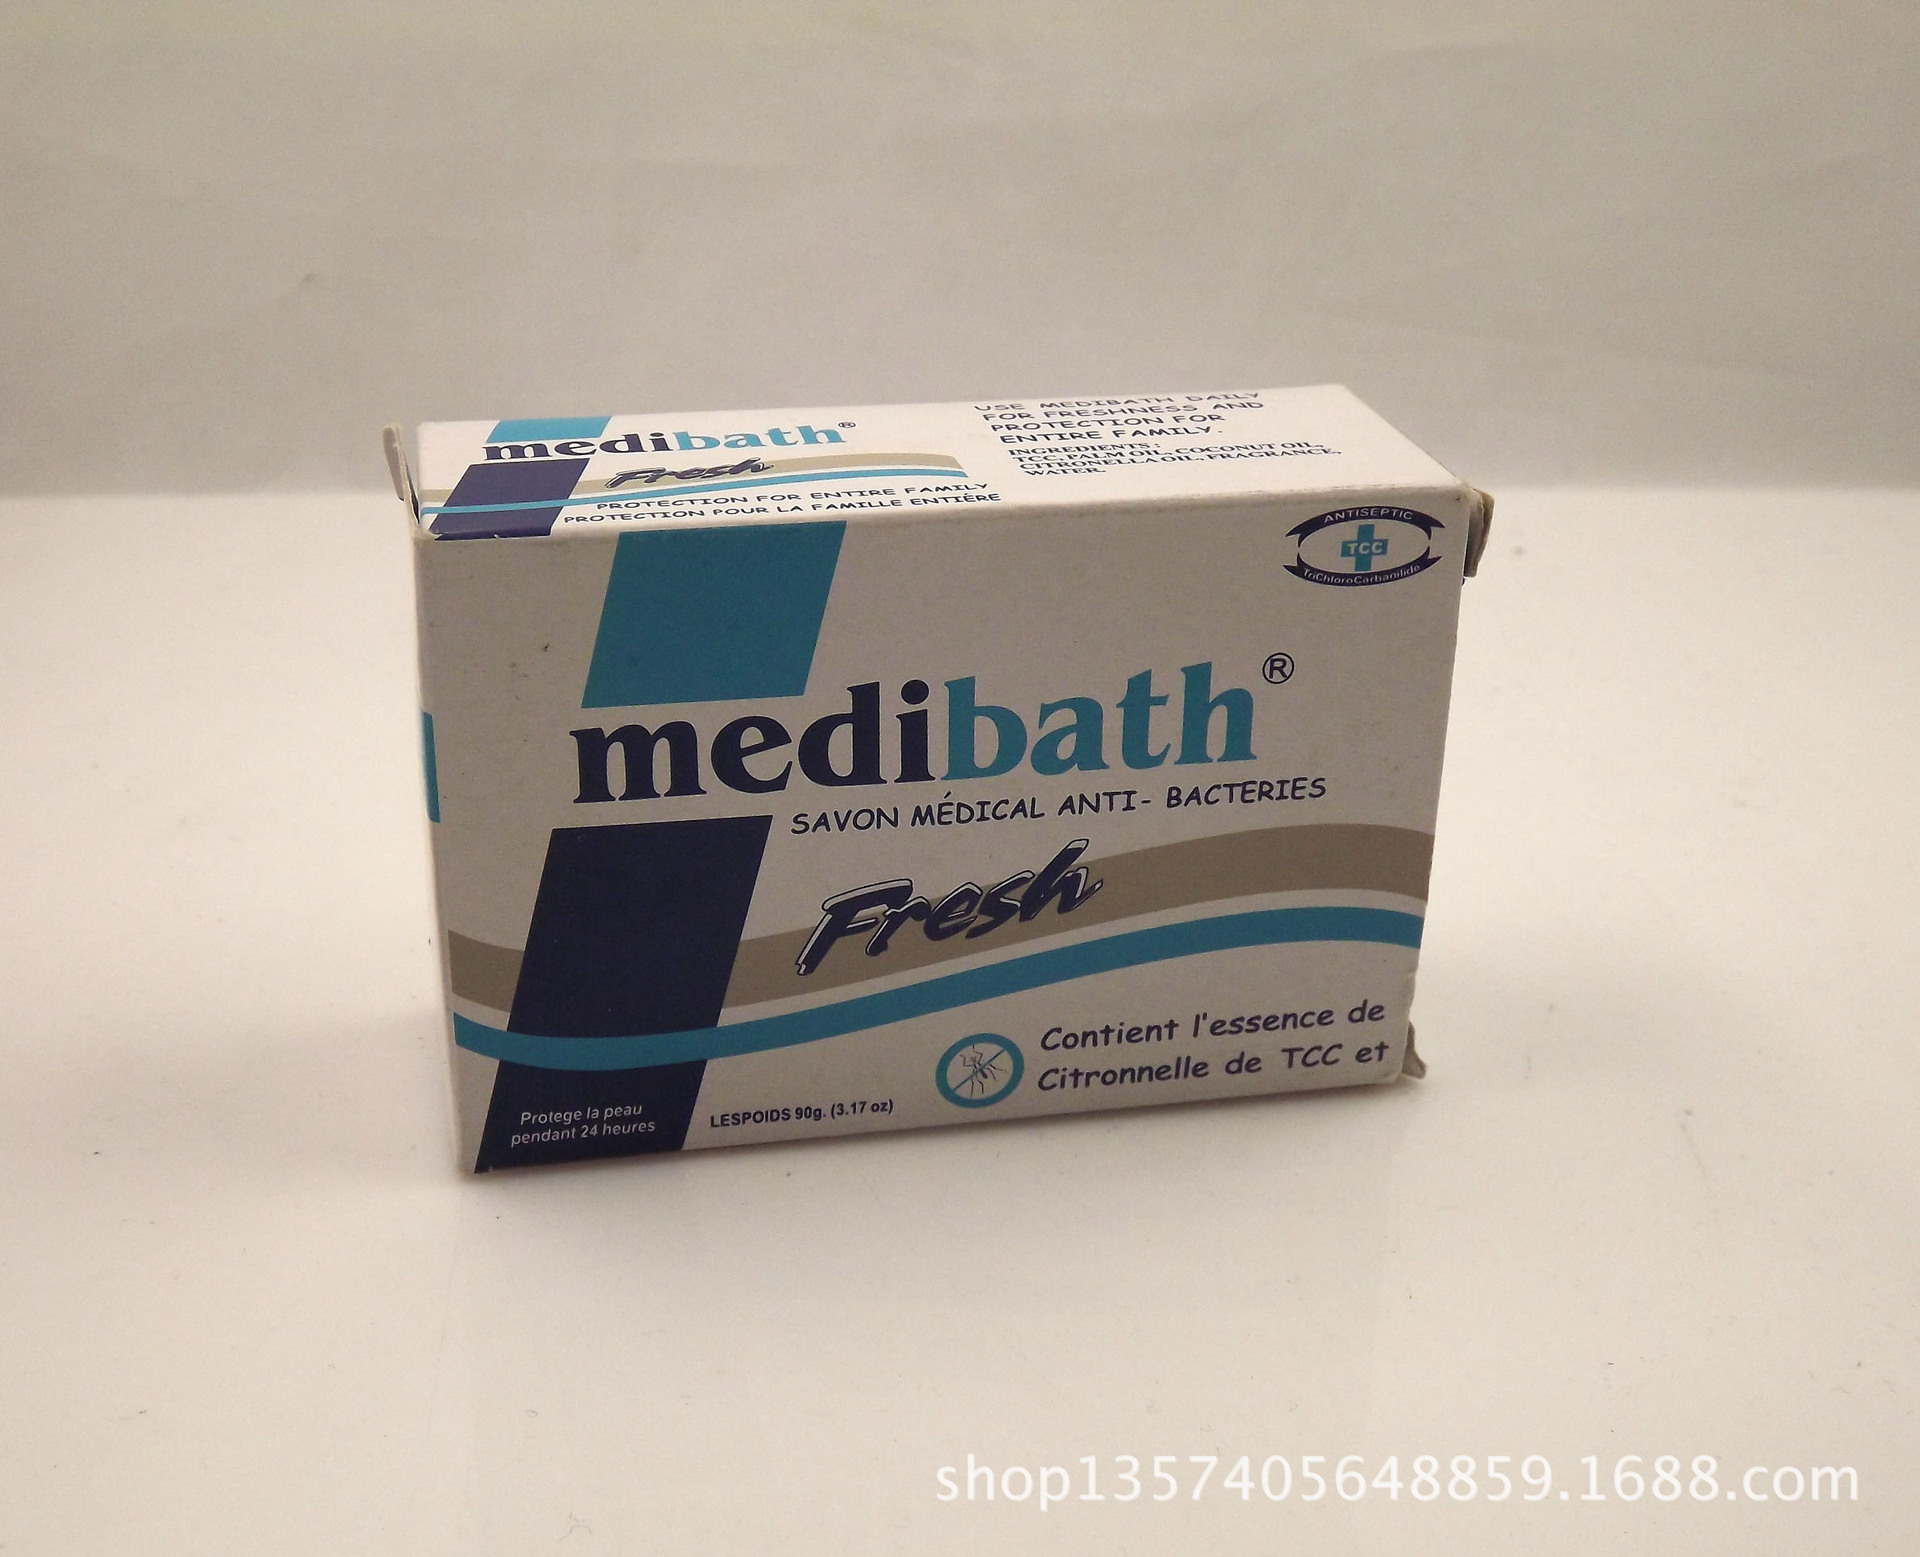 medibath®
Fresh
PROTECTION FOR ENTIRE FAMILY
PROTECTION POUR LA FAMILLE ENTIÉRE
USE MEDIBATH DAILY
FOR FRESHNESS AND
PROTECTION FOR
ENTIRE FAMILY.
INGREDIENTS:
TCC, PALM OIL, COCONUT OIL,
CITRONELLA OIL, FRAGRANCE,
WATER
ANTISEPTIC
TCC
TriChloroCarbanilide
medibath®
SAVON MÉDICAL ANTI- BACTERIES
Fresh
Contient l'essence de
Citronnelle de TCC et
Protege la peau
pendant 24 heures
LESPOIDS 90g. (3.17 oz)
shop1357405648859.1688.com